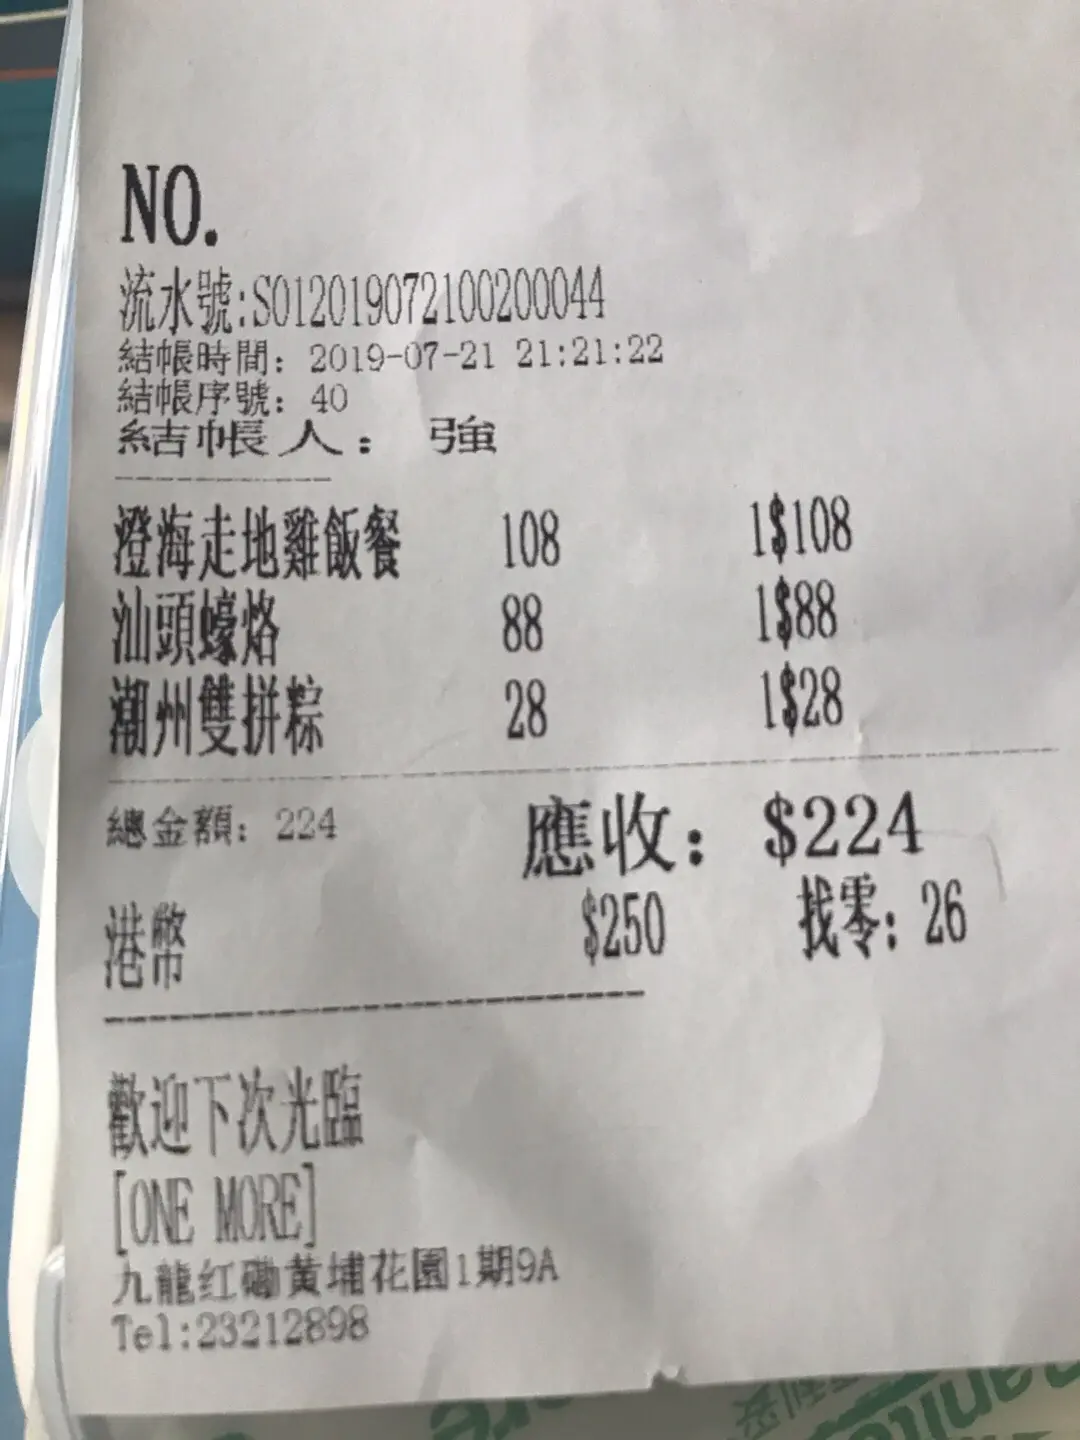 NO.
流水號:S012019072100200044
結帳時間: 2019-07-21 21:21:22
結帳序號: 40
結帳人: 強
澄海走地雞飯餐 108 1$108
汕頭蠔烙 88 1$88
潮州雙拼粽 28 1$28
總金額: 224 應收: $224
港幣 $250 找零: 26
歡迎下次光臨
[ONE MORE]
九龍红磡黃埔花園1期9A
Tel:23212898